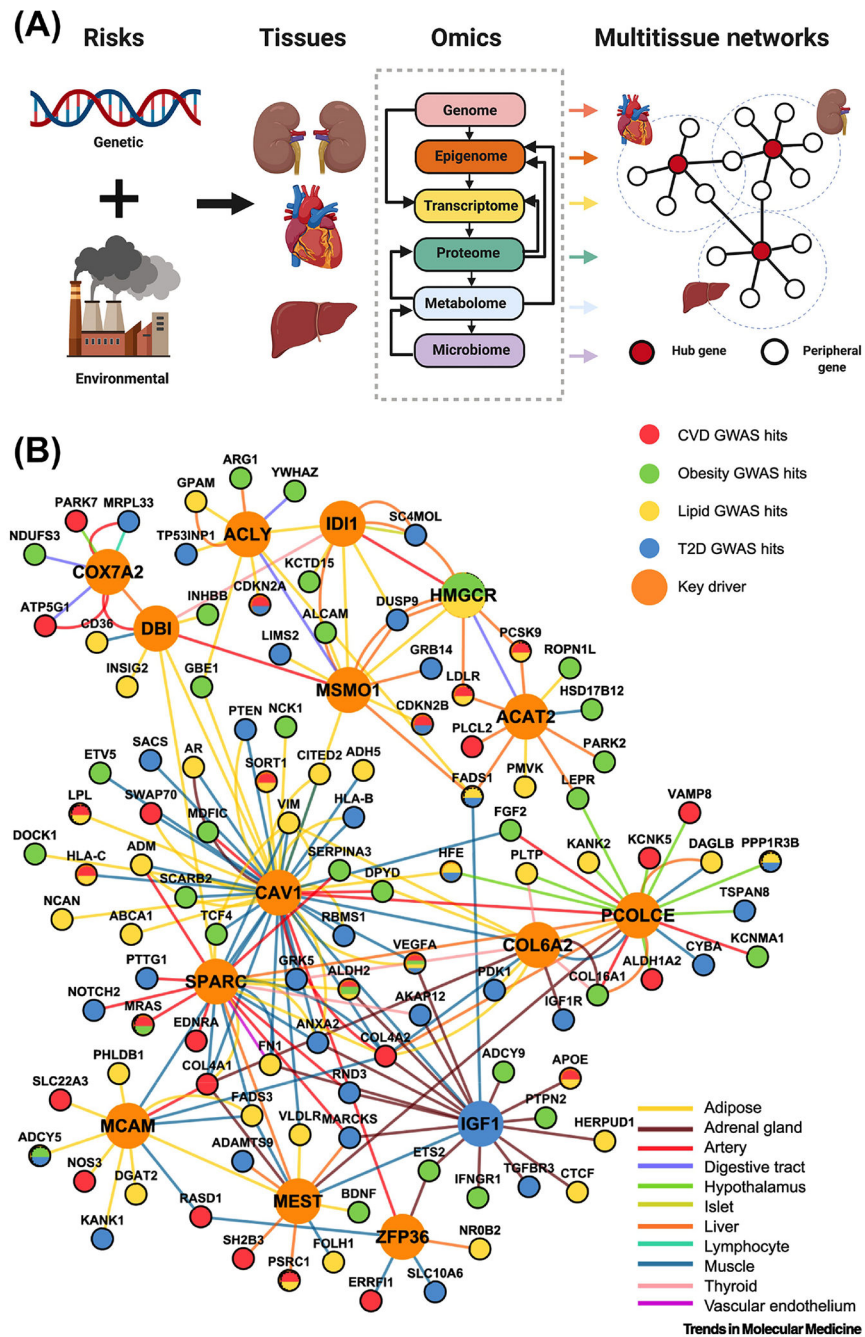 (A)
Risks Tissues Omics Multitissue networks
Genetic
Environmental
Genome
Epigenome
Transcriptome
Proteome
Metabolome
Microbiome
Hub gene
Peripheral
gene
(B)
CVD GWAS hits
Obesity GWAS hits
Lipid GWAS hits
T2D GWAS hits
Key driver
ARG1
GPAM
YWHAZ
PARK7
MRPL33
ACLY
IDI1
SC4MOL
NDUFS3
TP53INP1
COX7A2
KCTD15
HMGCR
CDKN2A
INHBB
DUSP9
ATP5G1
ALCAM
CD36
DBI
PCSK9
ROPN1L
LIMS2
GRB14
INSIG2
GBE1
MSMO1
LDLR
HSD17B12
CDKN2B
ACAT2
PTEN
NCK1
PLCL2
PARK2
ETV5
SACS
AR
SORT1
CITED2
ADH5
FADS1
PMVK
LEPR
LPL
SWAP70
VIM
HLA-B
VAMP8
MDFIC
FGF2
DOCK1
KCNK5
ADM
SERPINA3
HFE
PLTP
KANK2
DAGLB
PPP1R3B
HLA-C
SCARB2
CAV1
DPYD
NCAN
ABCA1
TCF4
RBMS1
PCOLCE
TSPAN8
COL6A2
PTTG1
GRK5
VEGFA
CYBA
KCNMA1
SPARC
ALDH2
PDK1
ALDH1A2
NOTCH2
COL16A1
MRAS
AKAP12
IGF1R
EDNRA
ANXA2
PHLDB1
COL4A1
FN1
COL4A2
ADCY9
APOE
SLC22A3
RND3
FADS3
PTPN2
MCAM
VLDLR
MARCKS
IGF1
HERPUD1
ADCY5
ADAMTS9
NOS3
ETS2
DGAT2
IFNGR1
TGFBR3
CTCF
KANK1
RASD1
MEST
BDNF
SH2B3
ZFP36
NR0B2
PSRC1
FOLH1
ERRFI1
SLC10A6
Adipose
Adrenal gland
Artery
Digestive tract
Hypothalamus
Islet
Liver
Lymphocyte
Muscle
Thyroid
Vascular endothelium
Trends in Molecular Medicine